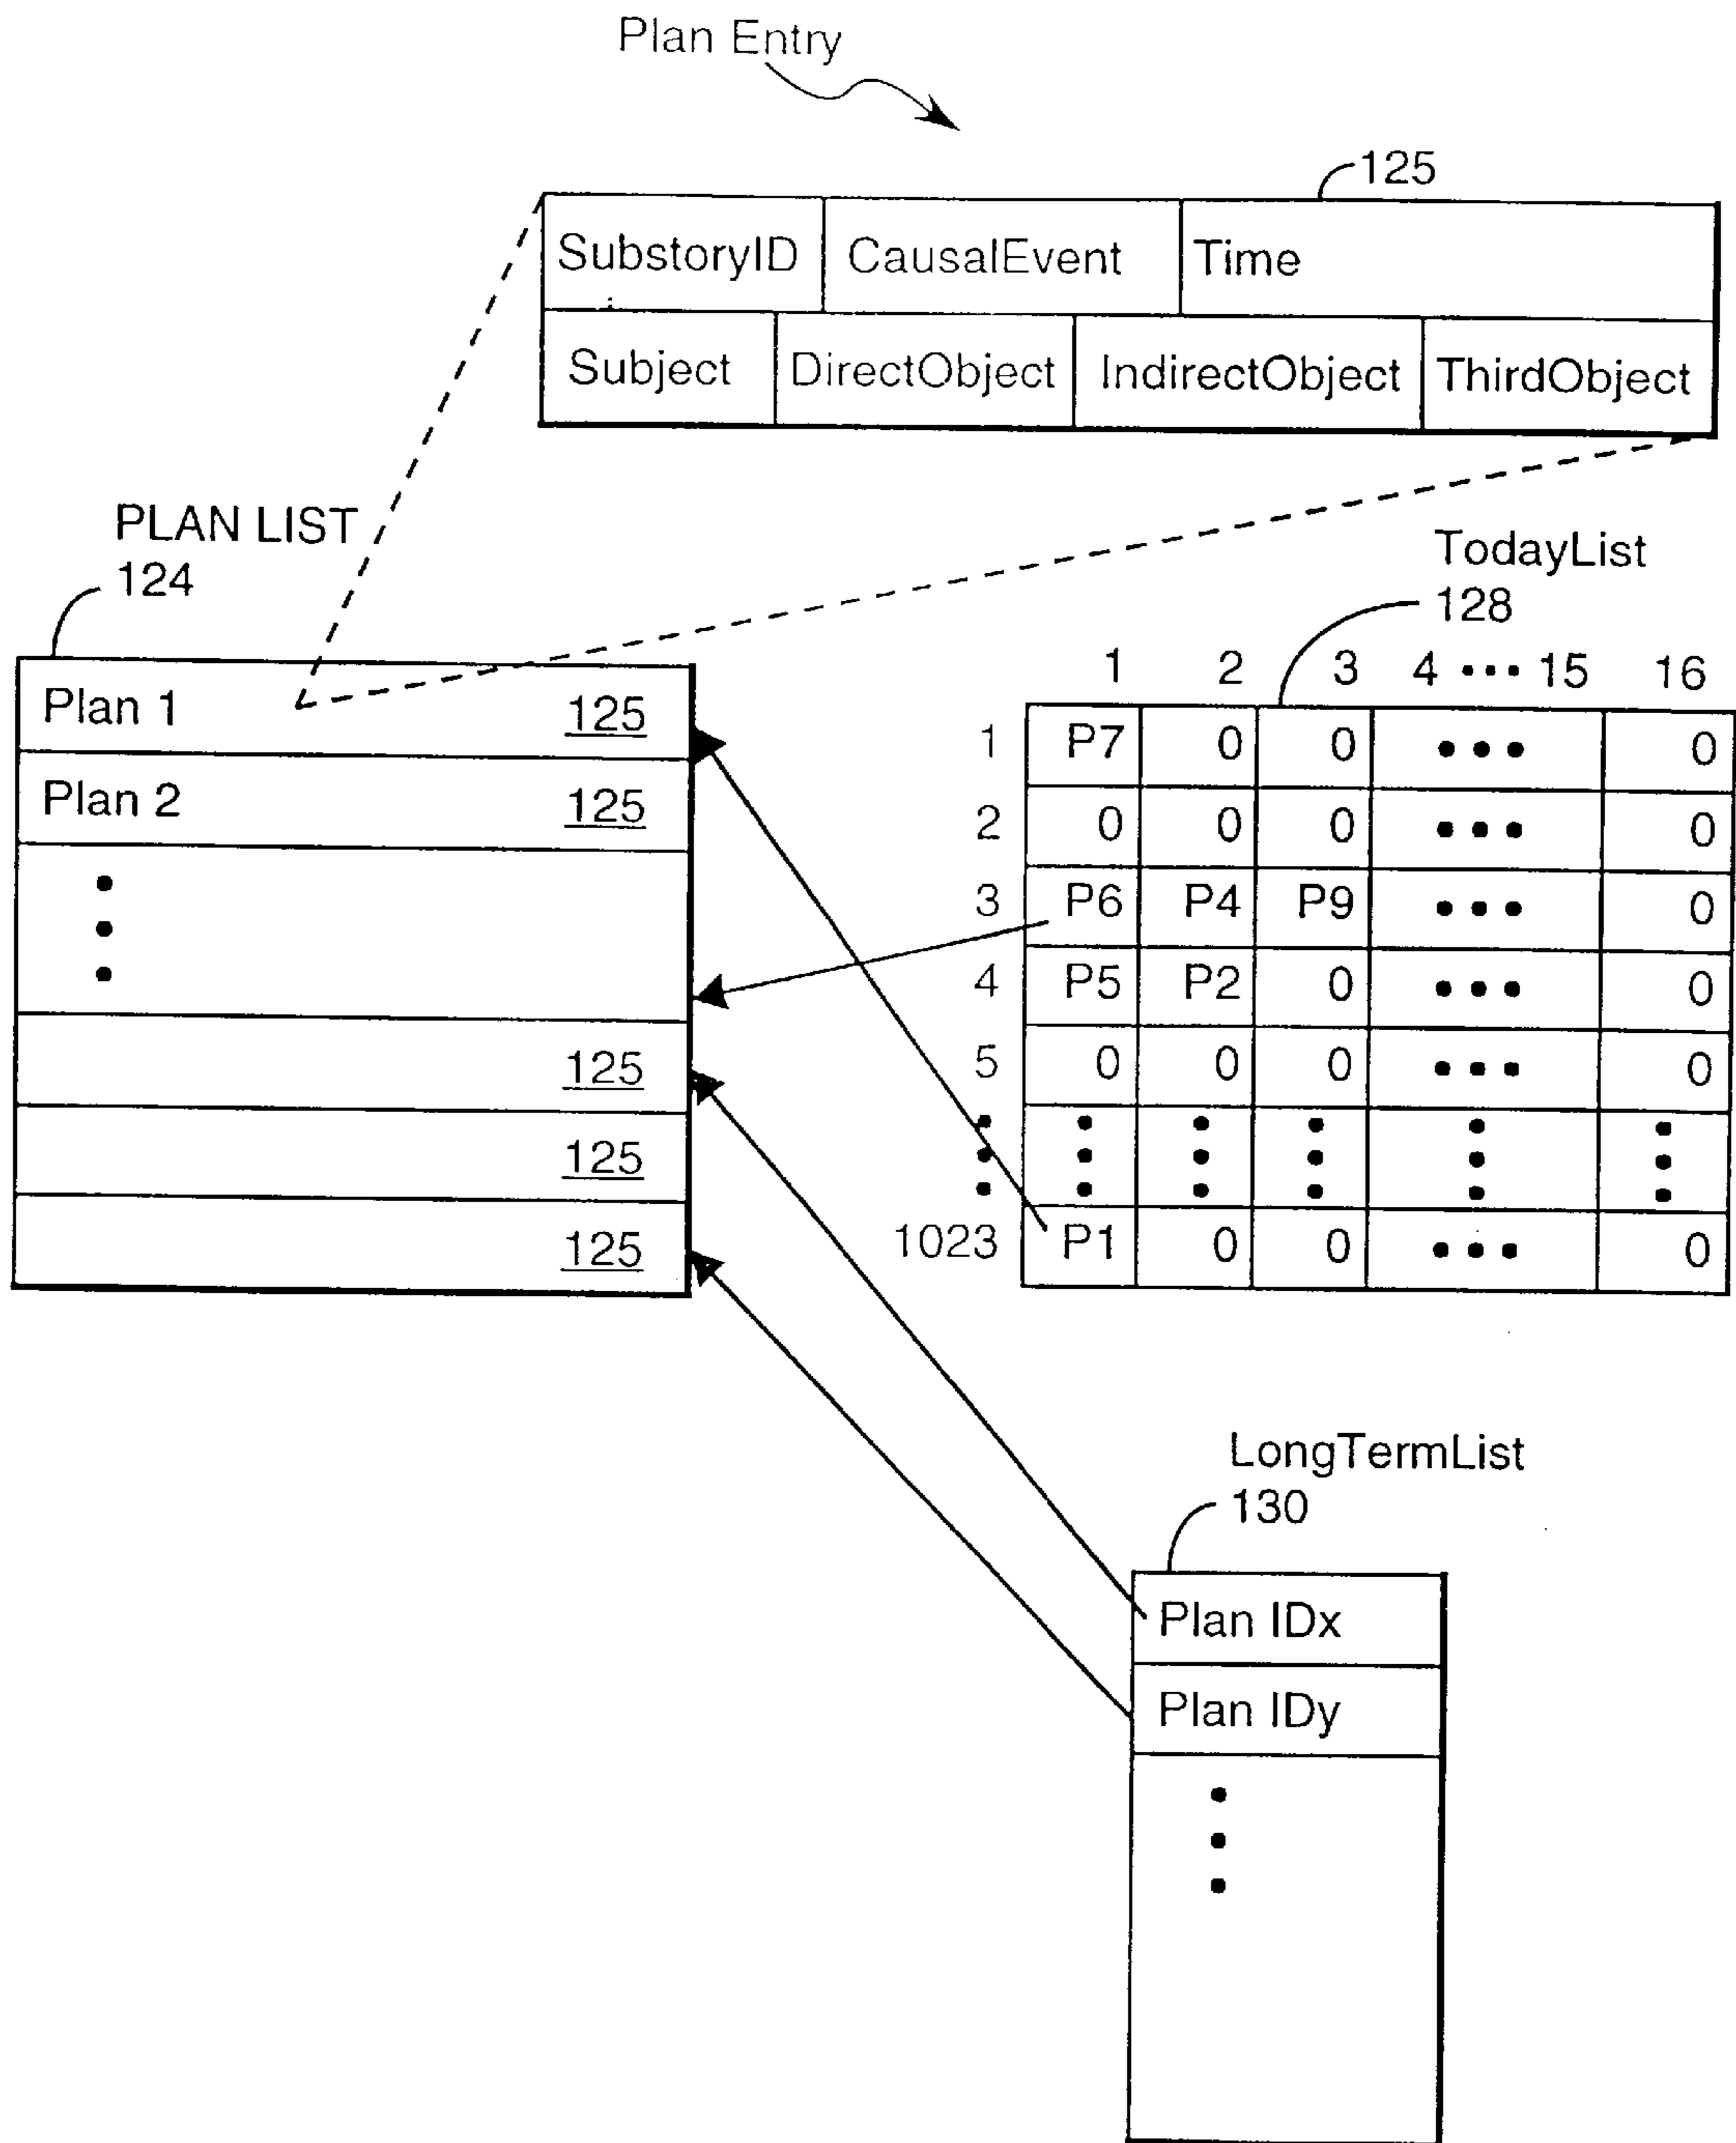 Plan Entry
125
SubstoryID CausalEvent Time
Subject DirectObject IndirectObject ThirdObject
PLAN LIST
124
Plan 1 125
Plan 2 125
125
125
125
TodayList
128
1 2 3 4 ••• 15 16
1 P7 0 0 ••• 0
2 0 0 0 ••• 0
3 P6 P4 P9 ••• 0
4 P5 P2 0 ••• 0
5 0 0 0 ••• 0
1023 P1 0 0 ••• 0
LongTermList
130
Plan IDx
Plan IDy